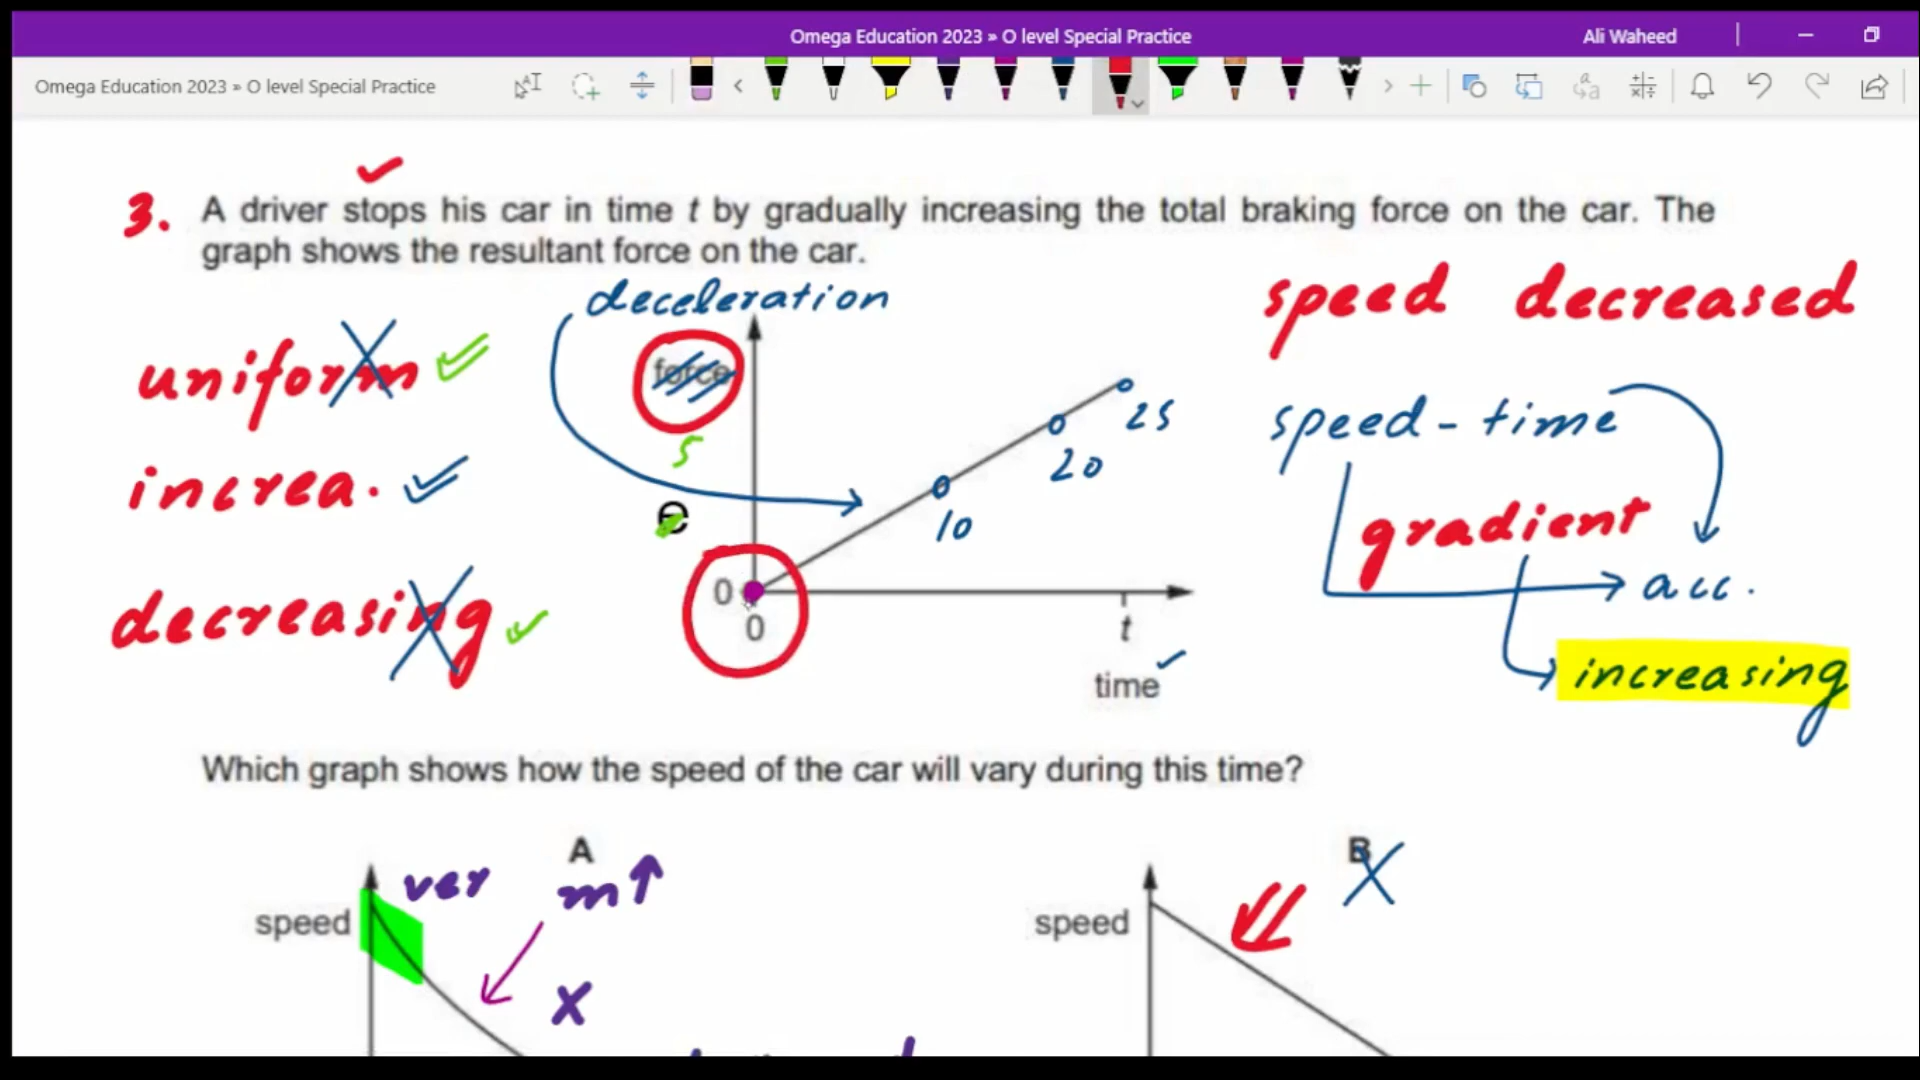 Omega Education 2023 » O level Special Practice
Ali Waheed
Omega Education 2023 » O level Special Practice
3. A driver stops his car in time t by gradually increasing the total braking force on the car. The
graph shows the resultant force on the car.
deceleration
speed decreased
uniform
force
25
speed - time
20
5
increa.
10
gradient
0
acc.
decreasing
0
t
time
increasing
Which graph shows how the speed of the car will vary during this time?
A
B
ver
m↑
speed
speed
x